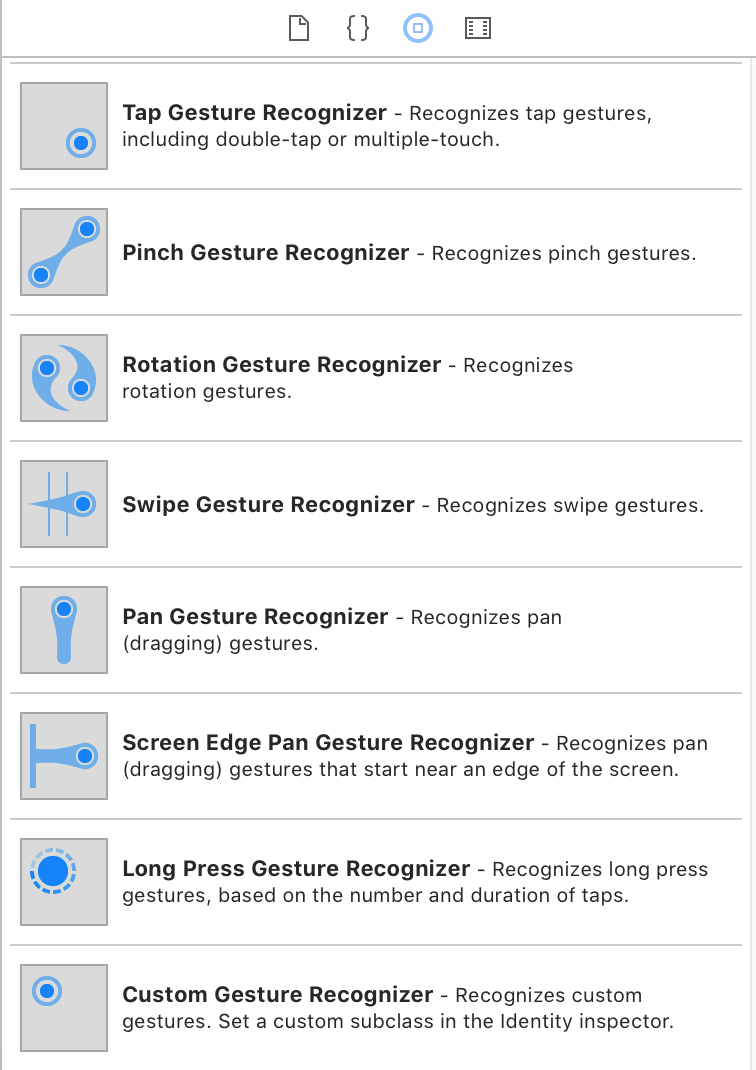 Tap Gesture Recognizer - Recognizes tap gestures,
including double-tap or multiple-touch.
Pinch Gesture Recognizer - Recognizes pinch gestures.
Rotation Gesture Recognizer - Recognizes
rotation gestures.
Swipe Gesture Recognizer - Recognizes swipe gestures.
Pan Gesture Recognizer - Recognizes pan
(dragging) gestures.
Screen Edge Pan Gesture Recognizer - Recognizes pan
(dragging) gestures that start near an edge of the screen.
Long Press Gesture Recognizer - Recognizes long press
gestures, based on the number and duration of taps.
Custom Gesture Recognizer - Recognizes custom
gestures. Set a custom subclass in the Identity inspector.